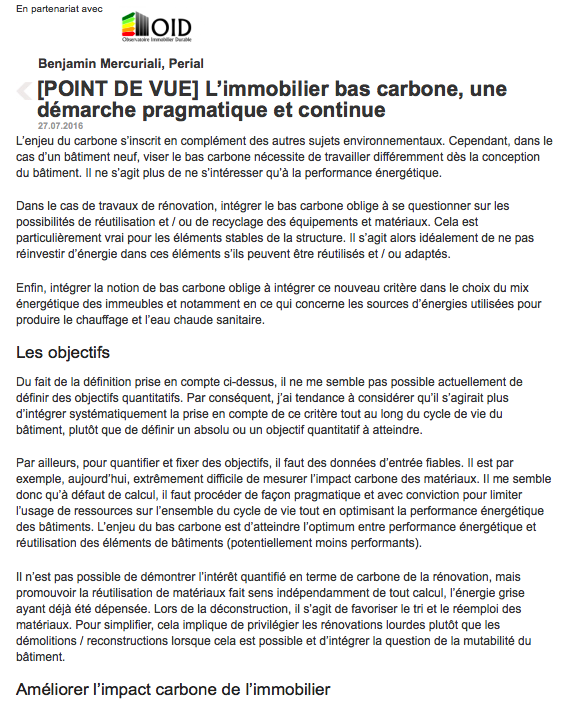 En partenariat avec
OID
Observatoire Immobilier Durable
Benjamin Mercuriali, Perial
[POINT DE VUE] L’immobilier bas carbone, une
démarche pragmatique et continue
27.07.2016
L’enjeu du carbone s’inscrit en complément des autres sujets environnementaux. Cependant, dans le
cas d’un bâtiment neuf, viser le bas carbone nécessite de travailler différemment dès la conception
du bâtiment. Il ne s’agit plus de ne s’intéresser qu’à la performance énergétique.
Dans le cas de travaux de rénovation, intégrer le bas carbone oblige à se questionner sur les
possibilités de réutilisation et / ou de recyclage des équipements et matériaux. Cela est
particulièrement vrai pour les éléments stables de la structure. Il s’agit alors idéalement de ne pas
réinvestir d’énergie dans ces éléments s’ils peuvent être réutilisés et / ou adaptés.
Enfin, intégrer la notion de bas carbone oblige à intégrer ce nouveau critère dans le choix du mix
énergétique des immeubles et notamment en ce qui concerne les sources d’énergies utilisées pour
produire le chauffage et l’eau chaude sanitaire.
Les objectifs
Du fait de la définition prise en compte ci-dessus, il ne me semble pas possible actuellement de
définir des objectifs quantitatifs. Par conséquent, j’ai tendance à considérer qu’il s’agirait plus
d’intégrer systématiquement la prise en compte de ce critère tout au long du cycle de vie du
bâtiment, plutôt que de définir un absolu ou un objectif quantitatif à atteindre.
Par ailleurs, pour quantifier et fixer des objectifs, il faut des données d’entrée fiables. Il est par
exemple, aujourd’hui, extrêmement difficile de mesurer l’impact carbone des matériaux. Il me semble
donc qu’à défaut de calcul, il faut procéder de façon pragmatique et avec conviction pour limiter
l’usage de ressources sur l’ensemble du cycle de vie tout en optimisant la performance énergétique
des bâtiments. L’enjeu du bas carbone est d’atteindre l’optimum entre performance énergétique et
réutilisation des éléments de bâtiments (potentiellement moins performants).
Il n’est pas possible de démontrer l’intérêt quantifié en terme de carbone de la rénovation, mais
promouvoir la réutilisation de matériaux fait sens indépendamment de tout calcul, l’énergie grise
ayant déjà été dépensée. Lors de la déconstruction, il s’agit de favoriser le tri et le réemploi des
matériaux. Pour simplifier, cela implique de privilégier les rénovations lourdes plutôt que les
démolitions / reconstructions lorsque cela est possible et d’intégrer la question de la mutabilité du
bâtiment.
Améliorer l’impact carbone de l’immobilier